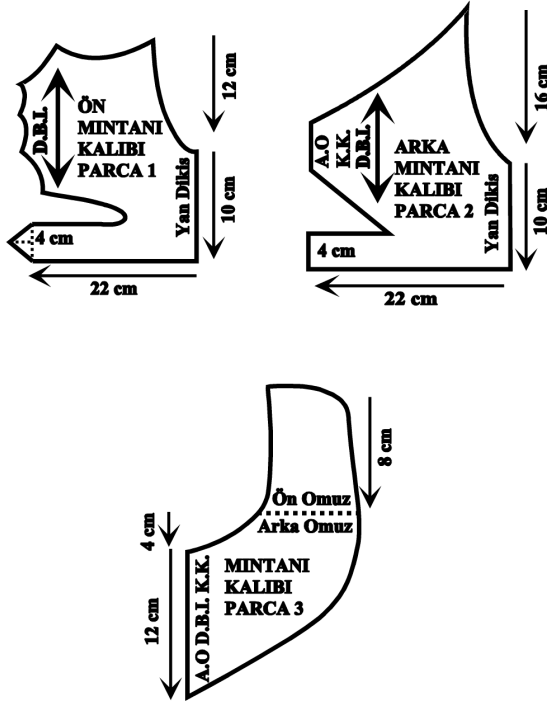 12 cm
ÖN
MINTANI
KALIBI
PARCA 1
D.B.I.
4 cm
Yan Dikis
10 cm
22 cm
16 cm
A.O
K.K.
D.B.I.
ARKA
MINTANI
KALIBI
PARCA 2
4 cm
Yan Dikis
10 cm
22 cm
8 cm
Ön Omuz
Arka Omuz
4 cm
12 cm
A.O D.B.I. K.K.
MINTANI
KALIBI
PARCA 3